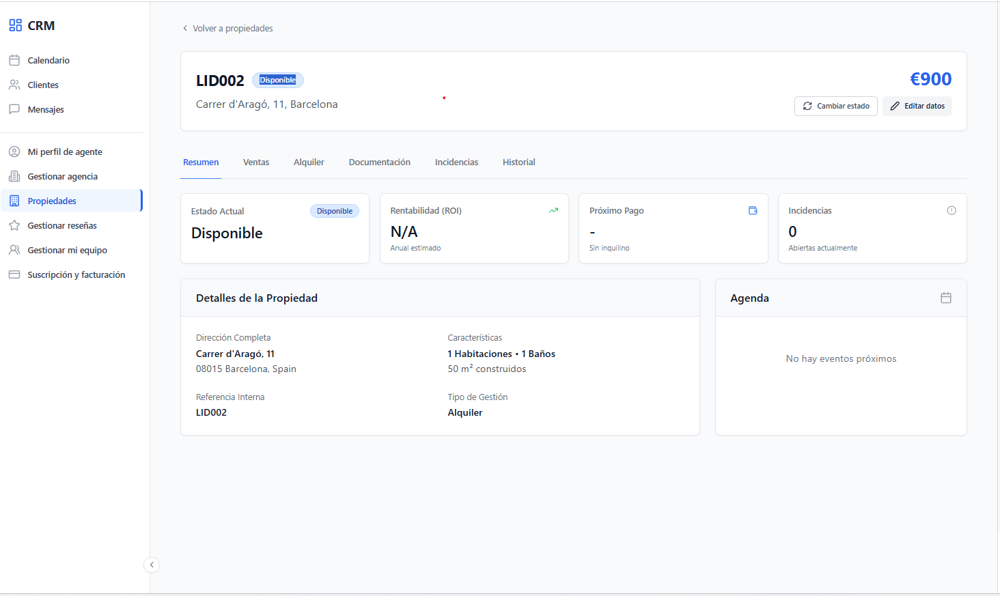 CRM
Calendario
Clientes
Mensajes
Mi perfil de agente
Gestionar agencia
Propiedades
Gestionar reseñas
Gestionar mi equipo
Suscripción y facturación
Volver a propiedades
LID002 Disponible
Carrer d'Aragó, 11, Barcelona
€900
Cambiar estado Editar datos
Resumen Ventas Alquiler Documentación Incidencias Historial
Estado Actual Disponible
Disponible
Rentabilidad (ROI)
N/A
Anual estimado
Próximo Pago
-
Sin inquilino
Incidencias
0
Abiertas actualmente
Detalles de la Propiedad
Dirección Completa
Carrer d'Aragó, 11
08015 Barcelona, Spain
Características
1 Habitaciones • 1 Baños
50 m² construidos
Referencia Interna
LID002
Tipo de Gestión
Alquiler
Agenda
No hay eventos próximos